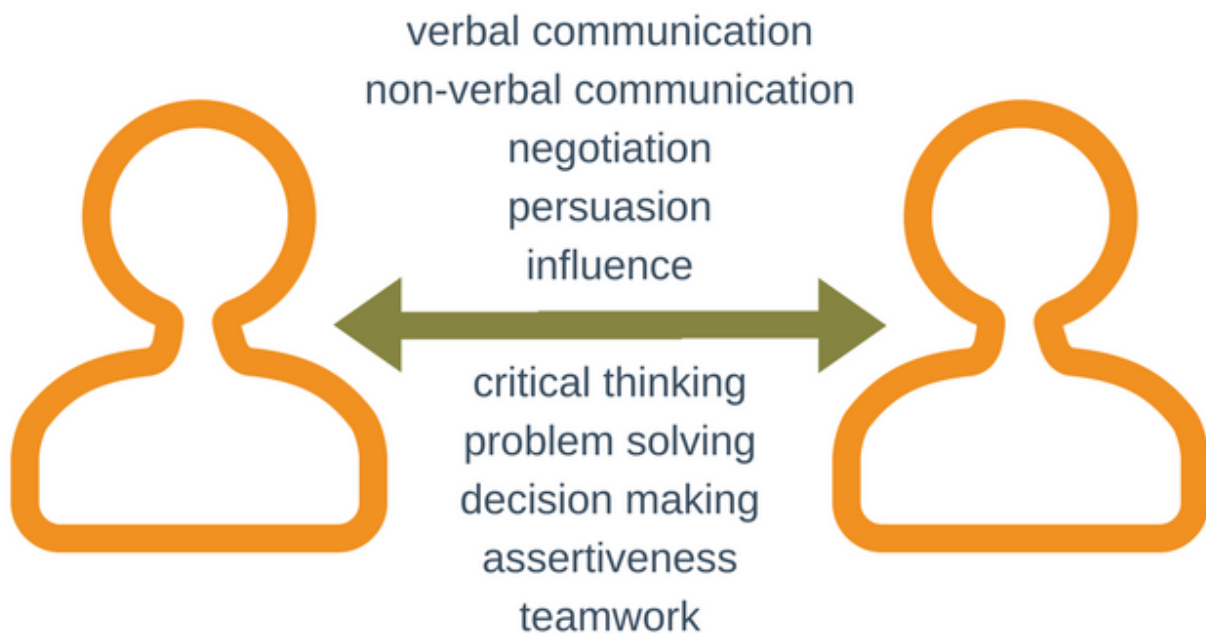 verbal communication
non-verbal communication
negotiation
persuasion
influence
critical thinking
problem solving
decision making
assertiveness
teamwork